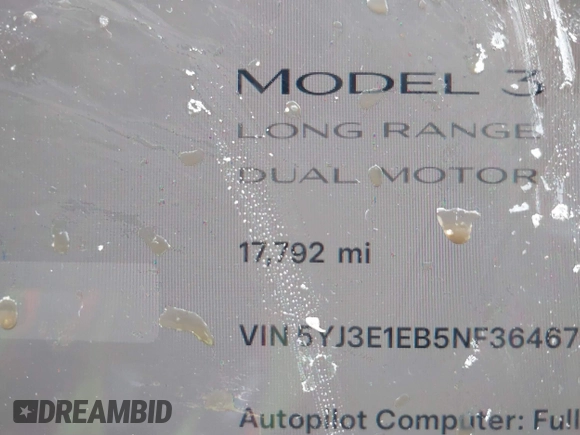 MODEL 3
LONG RANGE
DUAL MOTOR
17,792 mi
VIN 5YJ3E1EB5NF36467
Autopilot Computer: Full
DREAMBID